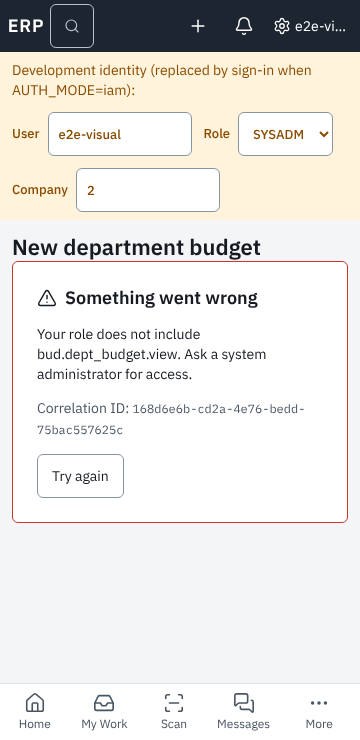 ERP
e2e-vi...
Development identity (replaced by sign-in when
AUTH_MODE=iam):
User e2e-visual Role SYSADM
Company 2
New department budget
Something went wrong
Your role does not include
bud.dept_budget.view. Ask a system
administrator for access.
Correlation ID: 168d6e6b-cd2a-4e76-bedd-
75bac557625c
Try again
Home My Work Scan Messages More